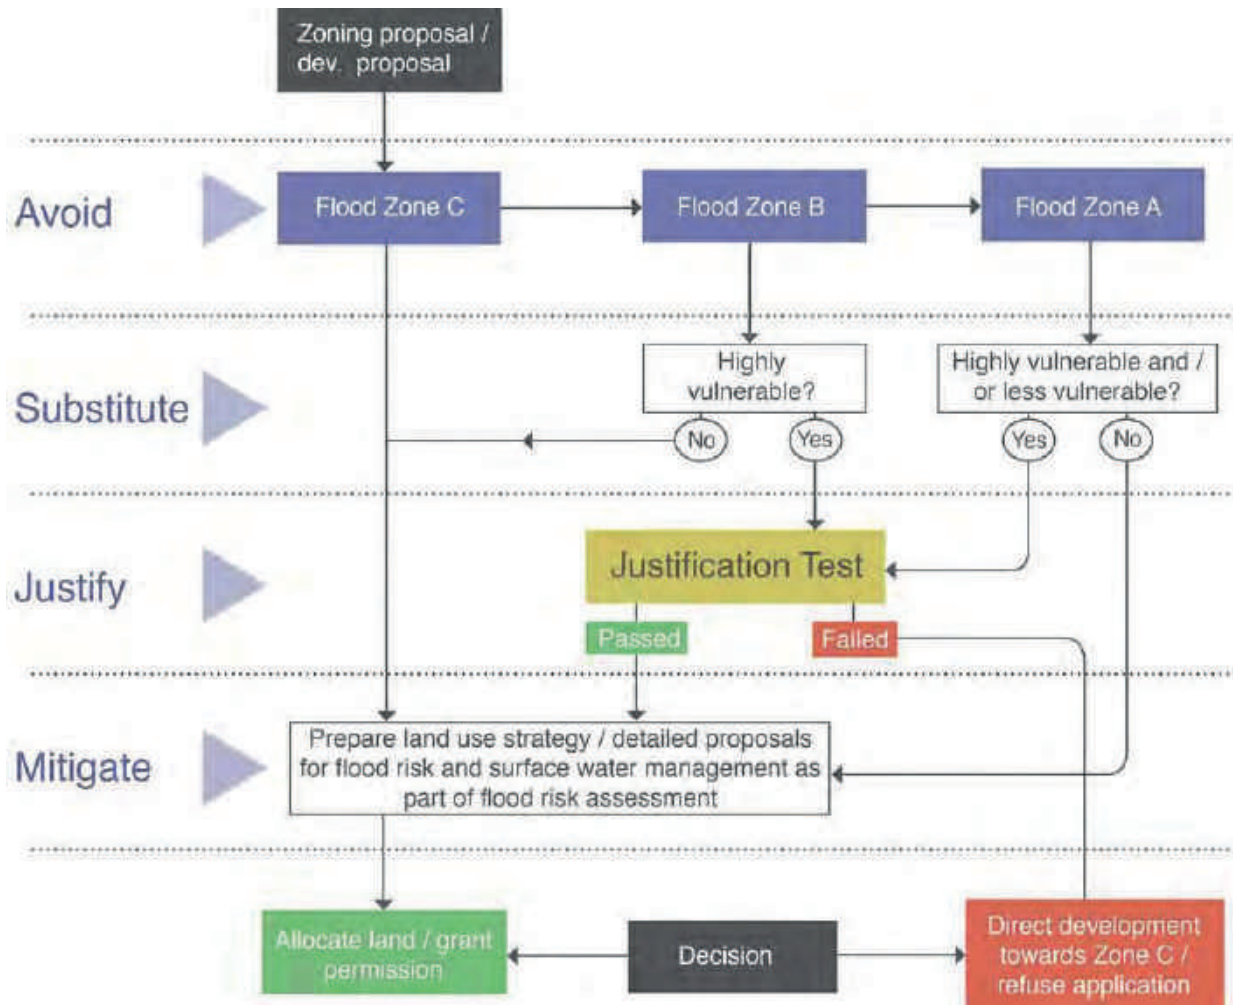 Zoning proposal /
dev. proposal
Avoid
Flood Zone C
Flood Zone B
Flood Zone A
Substitute
Highly
vulnerable?
Highly vulnerable and /
or less vulnerable?
No
Yes
Yes
No
Justify
Justification Test
Passed
Failed
Mitigate
Prepare land use strategy / detailed proposals
for flood risk and surface water management as
part of flood risk assessment
Allocate land / grant
permission
Decision
Direct development
towards Zone C /
refuse application